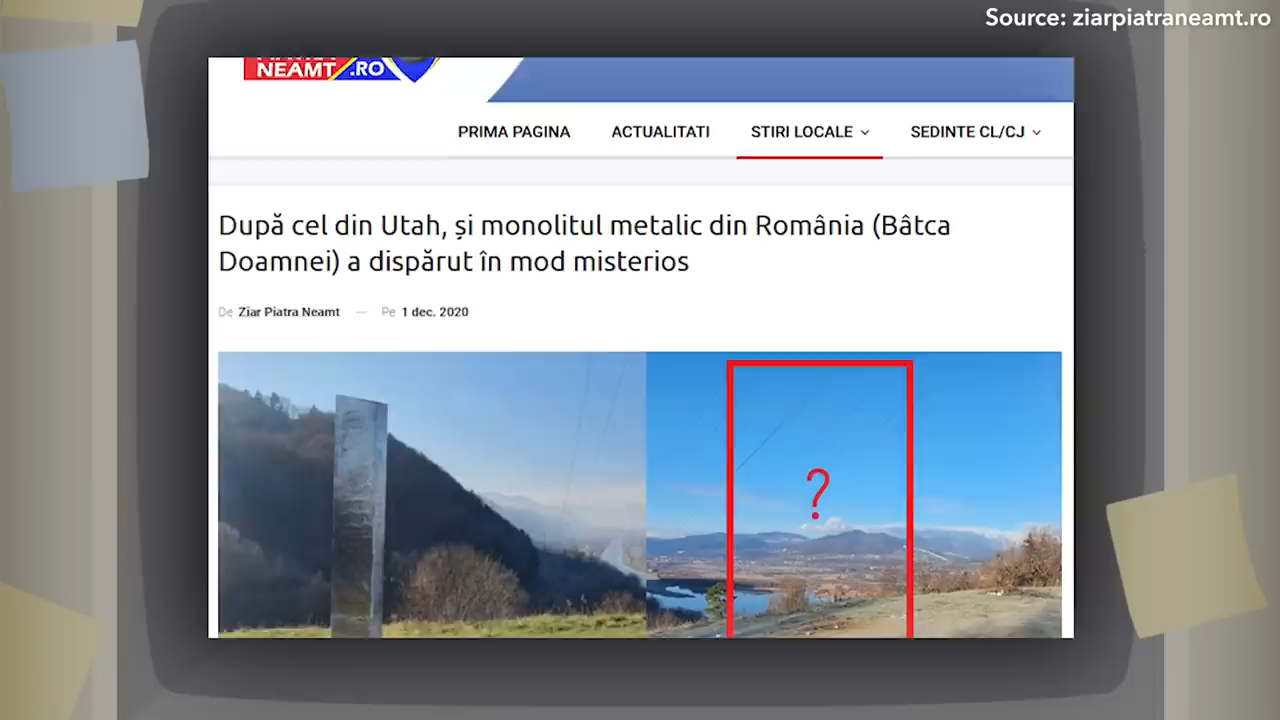 Source: ziarpiatraneamt.ro
NEAMT .RO
PRIMA PAGINA ACTUALITATI STIRI LOCALE SEDINTE CL/CJ
După cel din Utah, și monolitul metalic din România (Bâtca
Doamnei) a dispărut în mod misterios
De Ziar Piatra Neamt — Pe 1 dec. 2020
?